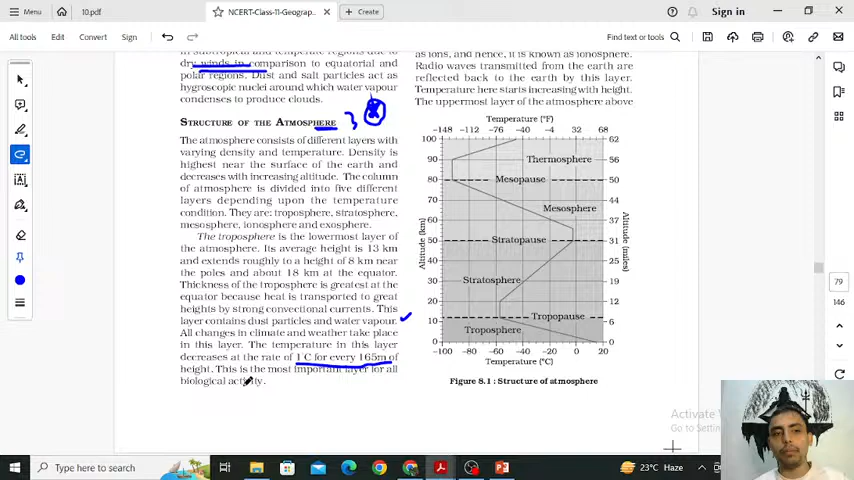 Menu
10.pdf
NCERT-Class-11-Geograp...
Create
Sign in
All tools
Edit
Convert
Sign
Find text or tools
in subtropical and temperate regions due to
dry winds in comparison to equatorial and
polar regions. Dust and salt particles act as
hygroscopic nuclei around which water vapour
condenses to produce clouds.
STRUCTURE OF THE ATMOSPHERE
The atmosphere consists of different layers with
varying density and temperature. Density is
highest near the surface of the earth and
decreases with increasing altitude. The column
of atmosphere is divided into five different
layers depending upon the temperature
condition. They are: troposphere, stratosphere,
mesosphere, ionosphere and exosphere.
The troposphere is the lowermost layer of
the atmosphere. Its average height is 13 km
and extends roughly to a height of 8 km near
the poles and about 18 km at the equator.
Thickness of the troposphere is greatest at the
equator because heat is transported to great
heights by strong convectional currents. This
layer contains dust particles and water vapour.
All changes in climate and weather take place
in this layer. The temperature in this layer
decreases at the rate of 1°C for every 165m of
height. This is the most important layer for all
biological activity.
as ions, and hence, it is known as ionosphere.
Radio waves transmitted from the earth are
reflected back to the earth by this layer.
Temperature here starts increasing with height.
The uppermost layer of the atmosphere above
Temperature (°F)
-148 -112 -76 -40 -4 32 68
100 62
90 Thermosphere 56
80 Mesopause 50
70 Mesosphere 44
60 37
50 Stratopause 31
40 25
30 Stratosphere 19
20 12
10 Tropopause 6
Troposphere
0 0
Altitude (km)
Altitude (miles)
-100 -80 -60 -40 -20 0 20
Temperature (°C)
Figure 8.1 : Structure of atmosphere
79
146
Activate
Go to Setting
Type here to search
23°C Haze